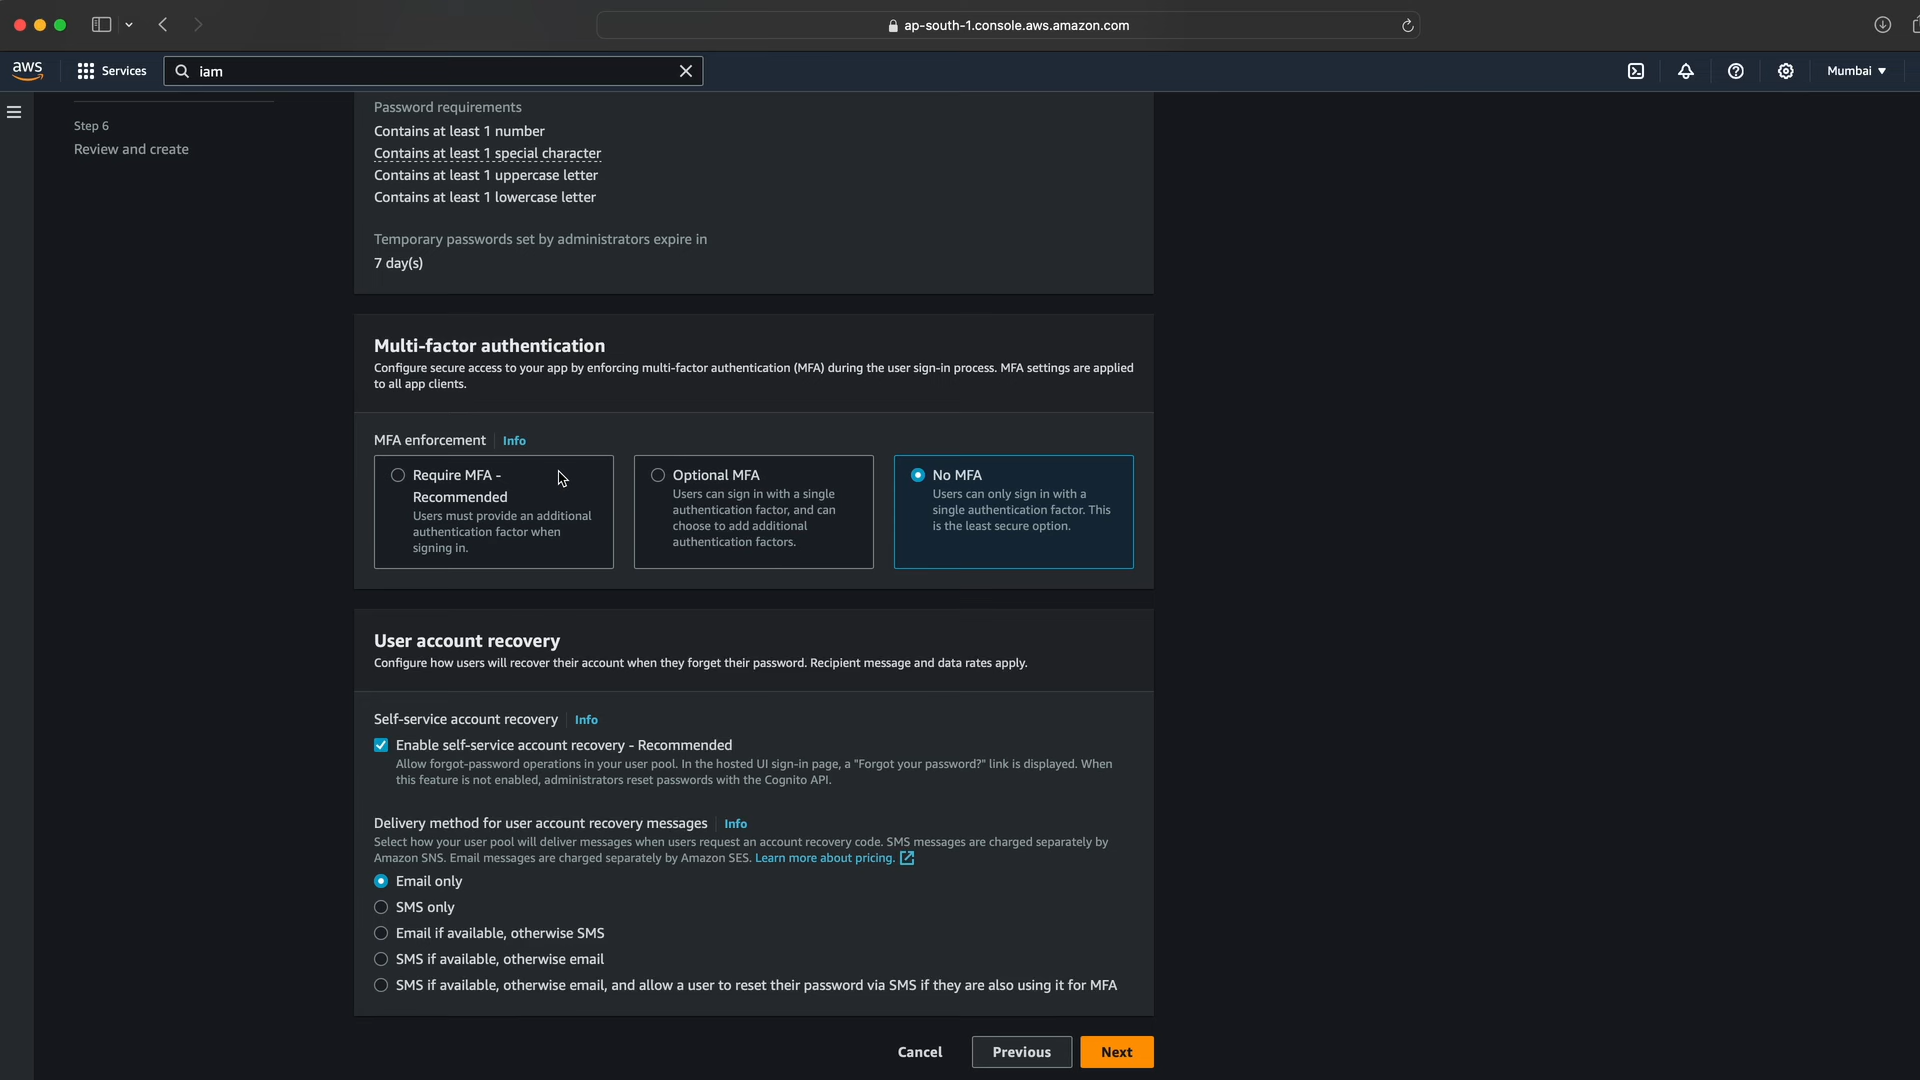 ap-south-1.console.aws.amazon.com
aws
Services
iam
Mumbai
Step 6
Review and create
Password requirements
Contains at least 1 number
Contains at least 1 special character
Contains at least 1 uppercase letter
Contains at least 1 lowercase letter
Temporary passwords set by administrators expire in
7 day(s)
Multi-factor authentication
Configure secure access to your app by enforcing multi-factor authentication (MFA) during the user sign-in process. MFA settings are applied
to all app clients.
MFA enforcement Info
Require MFA -
Recommended
Users must provide an additional
authentication factor when
signing in.
Optional MFA
Users can sign in with a single
authentication factor, and can
choose to add additional
authentication factors.
No MFA
Users can only sign in with a
single authentication factor. This
is the least secure option.
User account recovery
Configure how users will recover their account when they forget their password. Recipient message and data rates apply.
Self-service account recovery Info
Enable self-service account recovery - Recommended
Allow forgot-password operations in your user pool. In the hosted UI sign-in page, a "Forgot your password?" link is displayed. When
this feature is not enabled, administrators reset passwords with the Cognito API.
Delivery method for user account recovery messages Info
Select how your user pool will deliver messages when users request an account recovery code. SMS messages are charged separately by
Amazon SNS. Email messages are charged separately by Amazon SES. Learn more about pricing.
Email only
SMS only
Email if available, otherwise SMS
SMS if available, otherwise email
SMS if available, otherwise email, and allow a user to reset their password via SMS if they are also using it for MFA
Cancel
Previous
Next